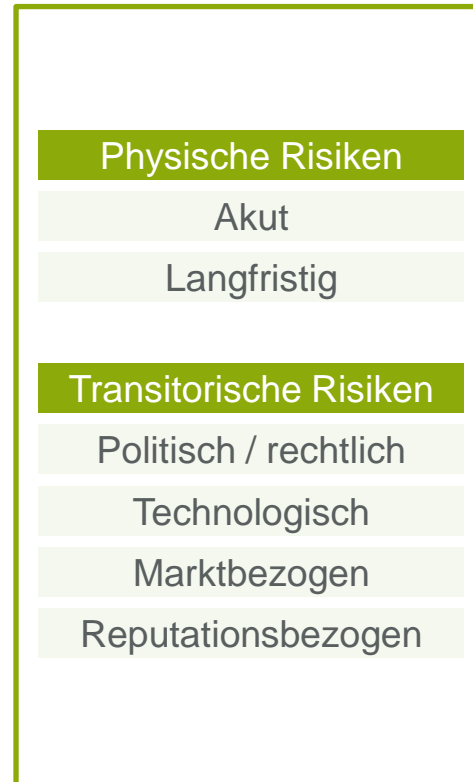 Physische Risiken
Akut
Langfristig
Transitorische Risiken
Politisch / rechtlich
Technologisch
Marktbezogen
Reputationsbezogen